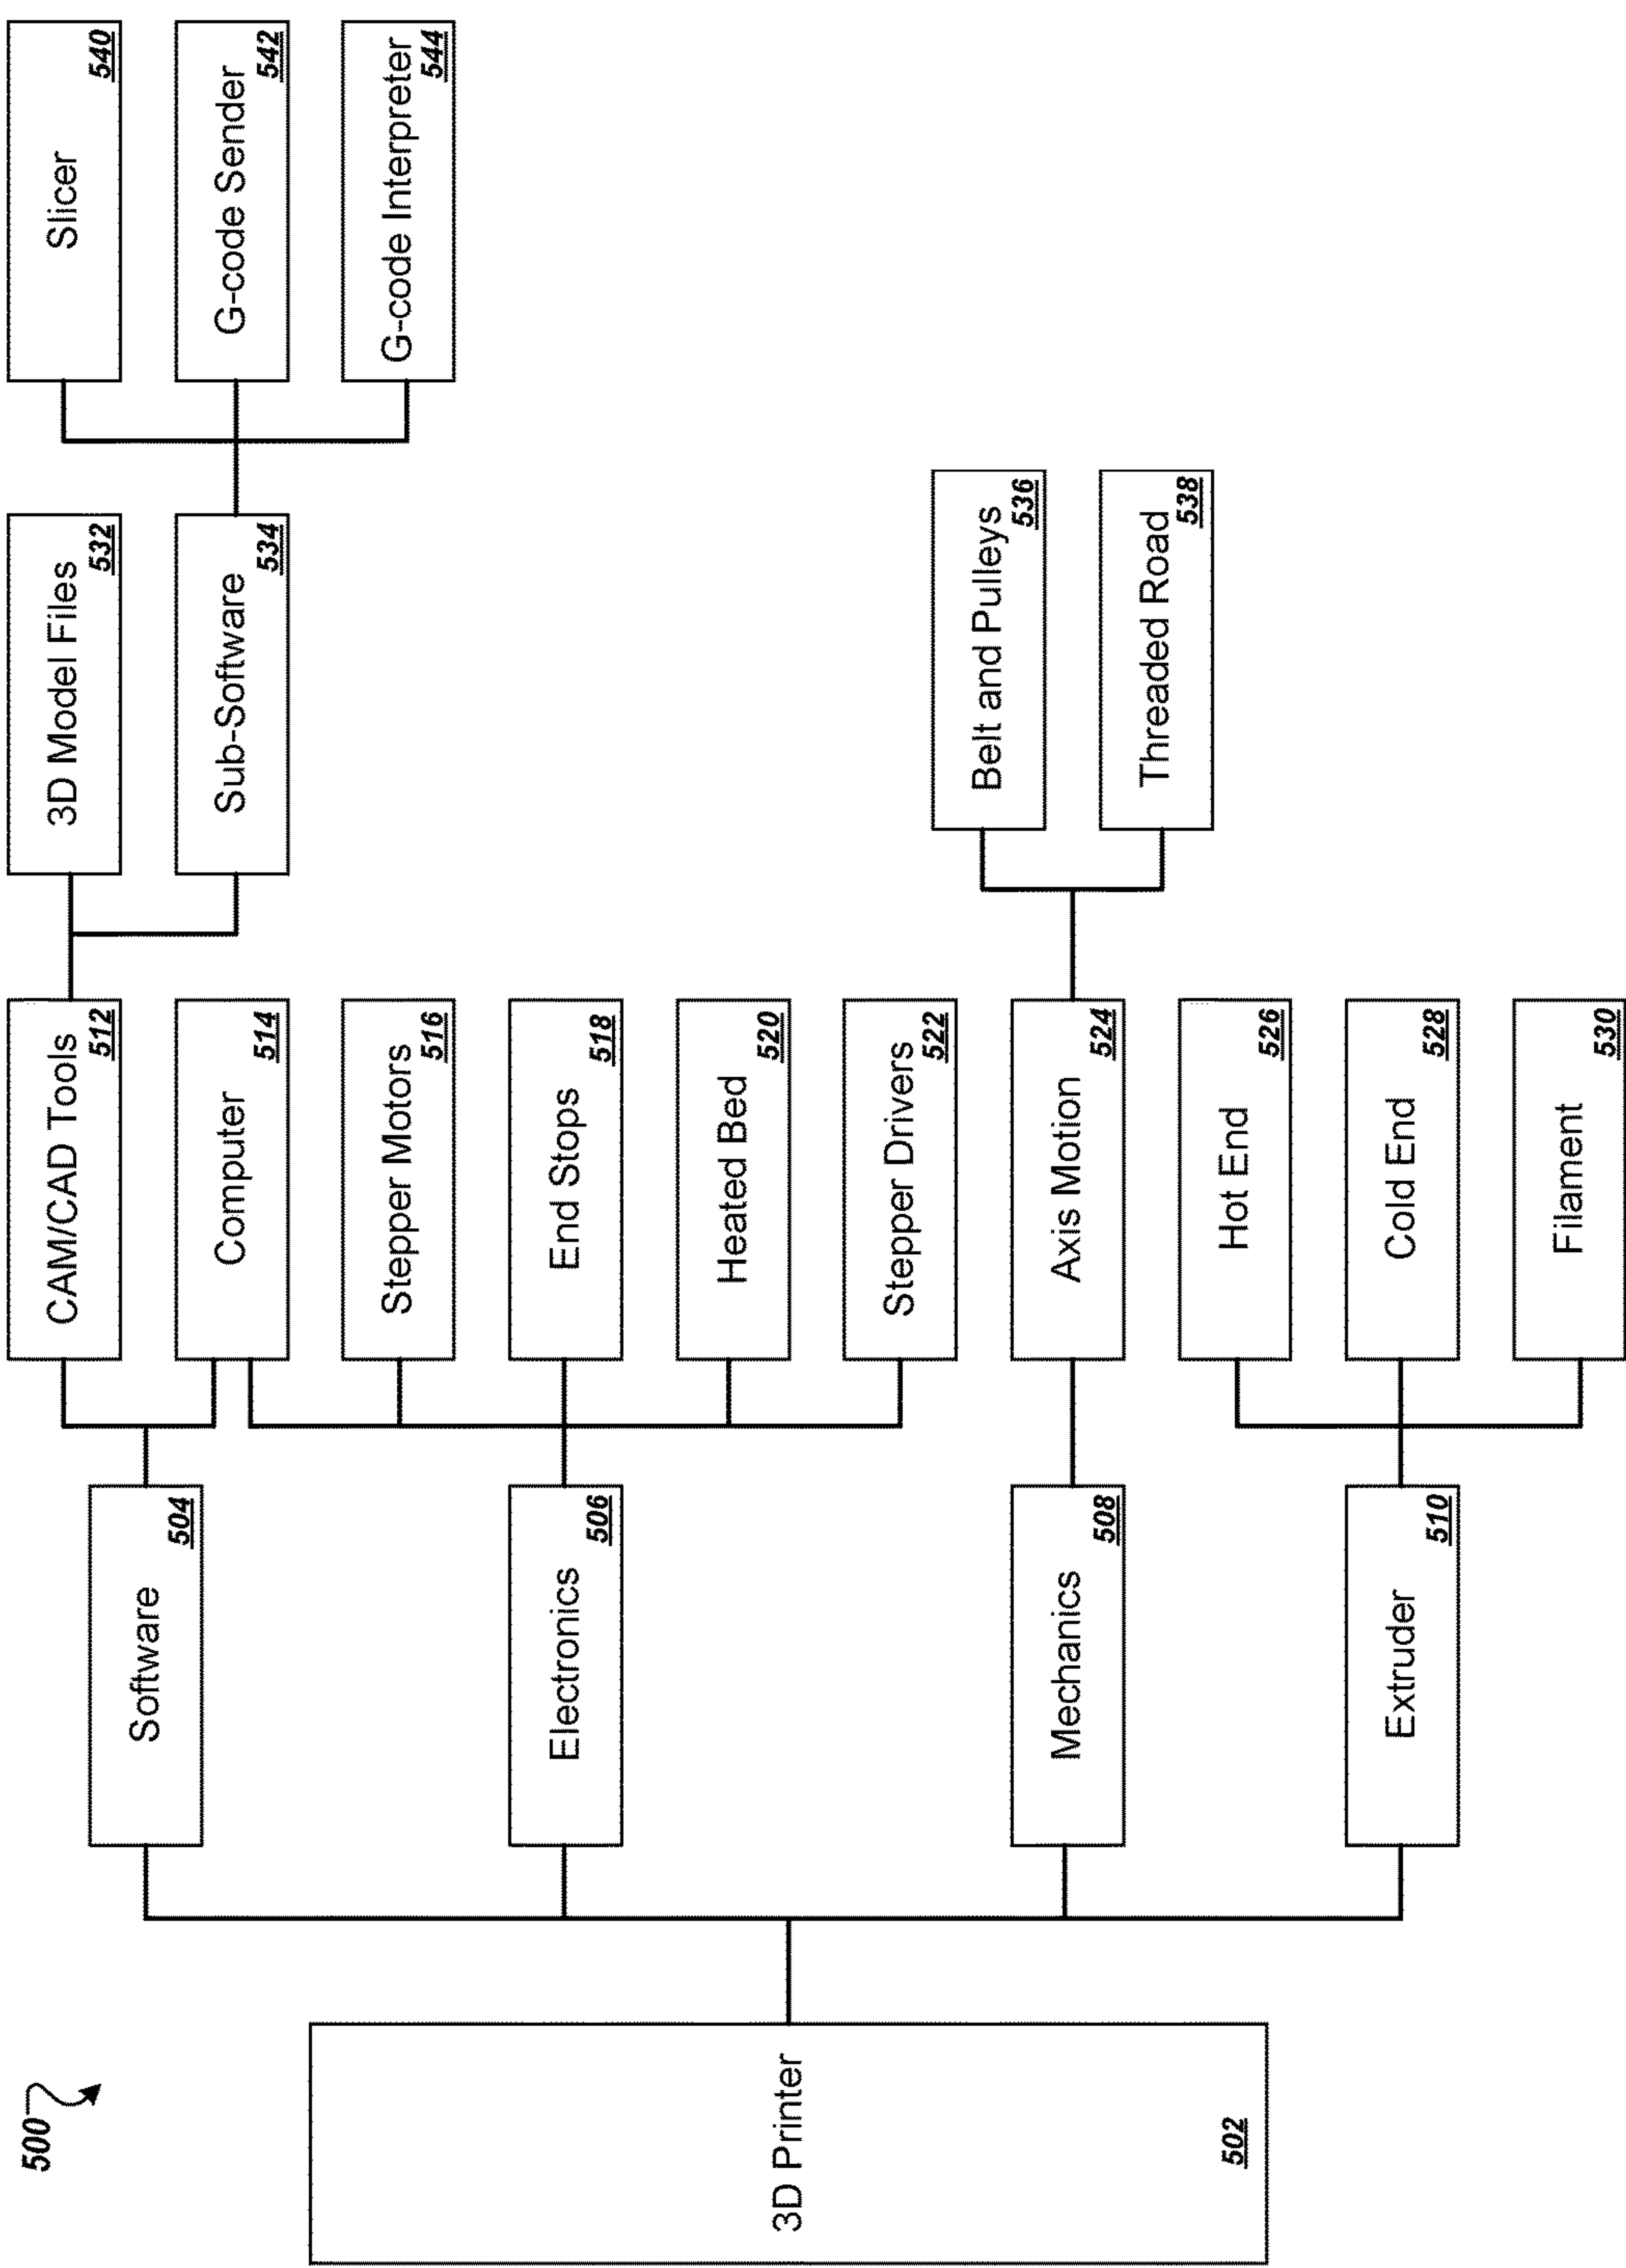 500
3D Printer
502
Software
504
Electronics
506
Mechanics
508
Extruder
510
CAM/CAD Tools
512
Computer
514
Stepper Motors
516
End Stops
518
Heated Bed
520
Stepper Drivers
522
Axis Motion
524
Hot End
526
Cold End
528
Filament
530
3D Model Files
532
Sub-Software
534
Belt and Pulleys
536
Threaded Road
538
Slicer
540
G-code Sender
542
G-code Interpreter
544